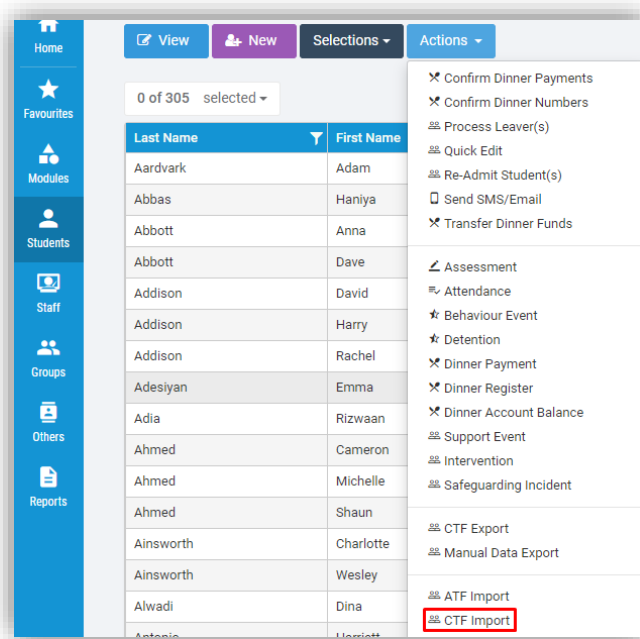 Home
Favourites
Modules
Students
Staff
Groups
Others
Reports
View New Selections Actions
0 of 305 selected
Last Name First Name
Aardvark Adam
Abbas Haniya
Abbott Anna
Abbott Dave
Addison David
Addison Harry
Addison Rachel
Adesiyan Emma
Adia Rizwaan
Ahmed Cameron
Ahmed Michelle
Ahmed Shaun
Ainsworth Charlotte
Ainsworth Wesley
Alwadi Dina
Antonio Harriett
Confirm Dinner Payments
Confirm Dinner Numbers
Process Leaver(s)
Quick Edit
Re-Admit Student(s)
Send SMS/Email
Transfer Dinner Funds
Assessment
Attendance
Behaviour Event
Detention
Dinner Payment
Dinner Register
Dinner Account Balance
Support Event
Intervention
Safeguarding Incident
CTF Export
Manual Data Export
ATF Import
CTF Import